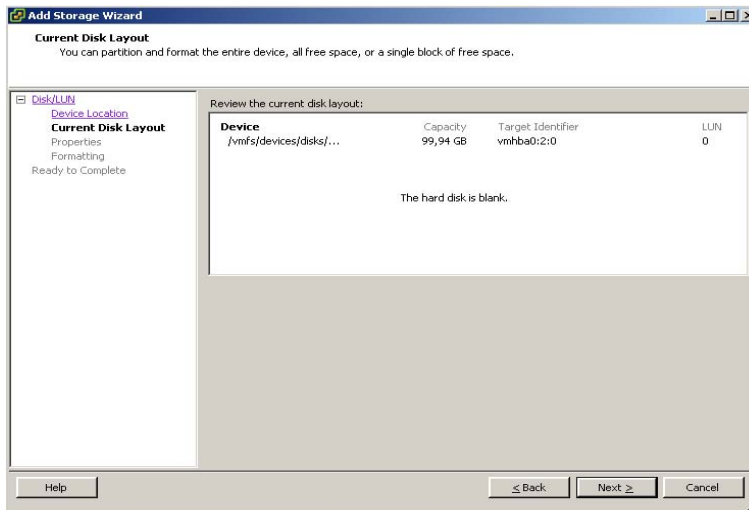 Add Storage Wizard
Current Disk Layout
You can partition and format the entire device, all free space, or a single block of free space.
Disk/LUN
Device Location
Current Disk Layout
Properties
Formatting
Ready to Complete
Review the current disk layout:
Device Capacity Target Identifier LUN
/vmfs/devices/disks/... 99,94 GB vmhba0:2:0 0
The hard disk is blank.
Help < Back Next > Cancel